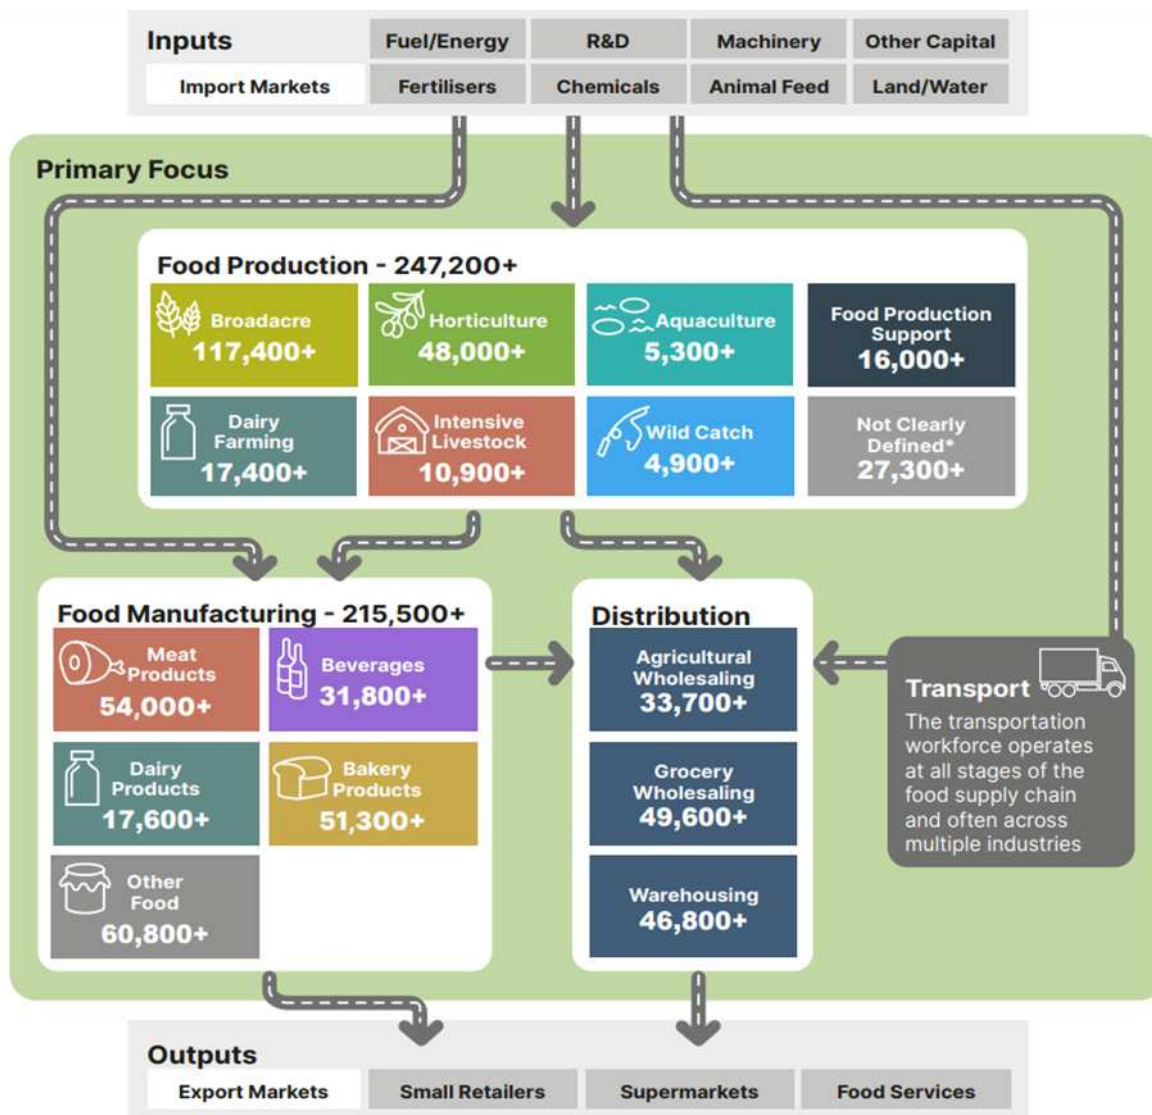 Inputs
Fuel/Energy
R&D
Machinery
Other Capital
Import Markets
Fertilisers
Chemicals
Animal Feed
Land/Water
Primary Focus
Food Production - 247,200+
Broadacre
117,400+
Horticulture
48,000+
Aquaculture
5,300+
Food Production
Support
16,000+
Dairy
Farming
17,400+
Intensive
Livestock
10,900+
Wild Catch
4,900+
Not Clearly
Defined*
27,300+
Food Manufacturing - 215,500+
Meat
Products
54,000+
Beverages
31,800+
Dairy
Products
17,600+
Bakery
Products
51,300+
Other
Food
60,800+
Distribution
Agricultural
Wholesaling
33,700+
Grocery
Wholesaling
49,600+
Warehousing
46,800+
Transport
The transportation
workforce operates
at all stages of the
food supply chain
and often across
multiple industries
Outputs
Export Markets
Small Retailers
Supermarkets
Food Services